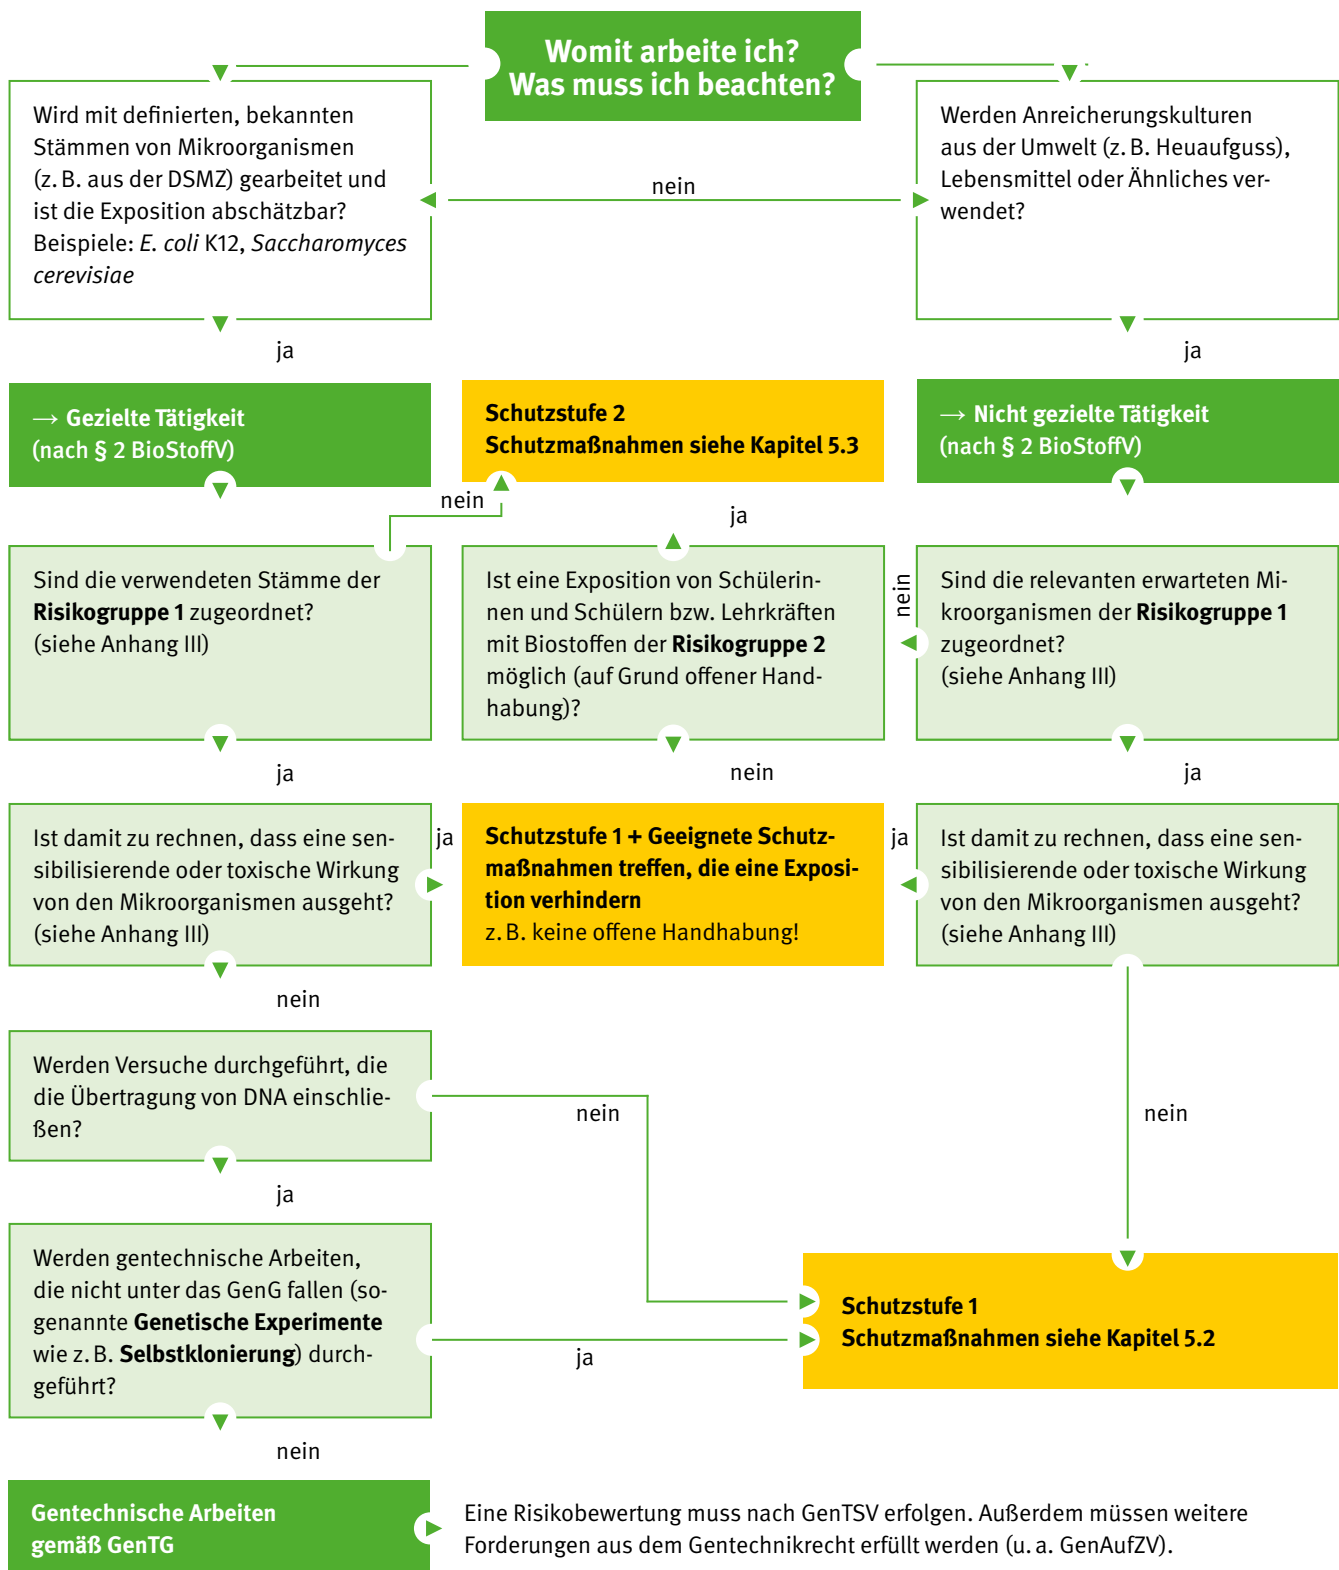 Womit arbeite ich?
Was muss ich beachten?
Wird mit definierten, bekannten
Stämmen von Mikroorganismen
(z. B. aus der DSMZ) gearbeitet und
ist die Exposition abschätzbar?
Beispiele: E. coli K12, Saccharomyces
cerevisiae
nein
Werden Anreicherungskulturen
aus der Umwelt (z. B. Heuaufguss),
Lebensmittel oder Ähnliches ver-
wendet?
ja
ja
→ Gezielte Tätigkeit
(nach § 2 BioStoffV)
Schutzstufe 2
Schutzmaßnahmen siehe Kapitel 5.3
→ Nicht gezielte Tätigkeit
(nach § 2 BioStoffV)
nein
ja
Sind die verwendeten Stämme der
Risikogruppe 1 zugeordnet?
(siehe Anhang III)
Ist eine Exposition von Schülerin-
nen und Schülern bzw. Lehrkräften
mit Biostoffen der Risikogruppe 2
möglich (auf Grund offener Hand-
habung)?
nein
Sind die relevanten erwarteten Mi-
kroorganismen der Risikogruppe 1
zugeordnet?
(siehe Anhang III)
ja
nein
ja
Ist damit zu rechnen, dass eine sen-
sibilisierende oder toxische Wirkung
von den Mikroorganismen ausgeht?
(siehe Anhang III)
ja
Schutzstufe 1 + Geeignete Schutz-
maßnahmen treffen, die eine Exposi-
tion verhindern
z. B. keine offene Handhabung!
ja
Ist damit zu rechnen, dass eine sen-
sibilisierende oder toxische Wirkung
von den Mikroorganismen ausgeht?
(siehe Anhang III)
nein
Werden Versuche durchgeführt, die
die Übertragung von DNA einschlie-
ßen?
nein
nein
ja
Werden gentechnische Arbeiten,
die nicht unter das GenG fallen (so-
genannte Genetische Experimente
wie z. B. Selbstklonierung) durch-
geführt?
ja
Schutzstufe 1
Schutzmaßnahmen siehe Kapitel 5.2
nein
Gentechnische Arbeiten
gemäß GenTG
Eine Risikobewertung muss nach GenTSV erfolgen. Außerdem müssen weitere
Forderungen aus dem Gentechnikrecht erfüllt werden (u. a. GenAufZV).